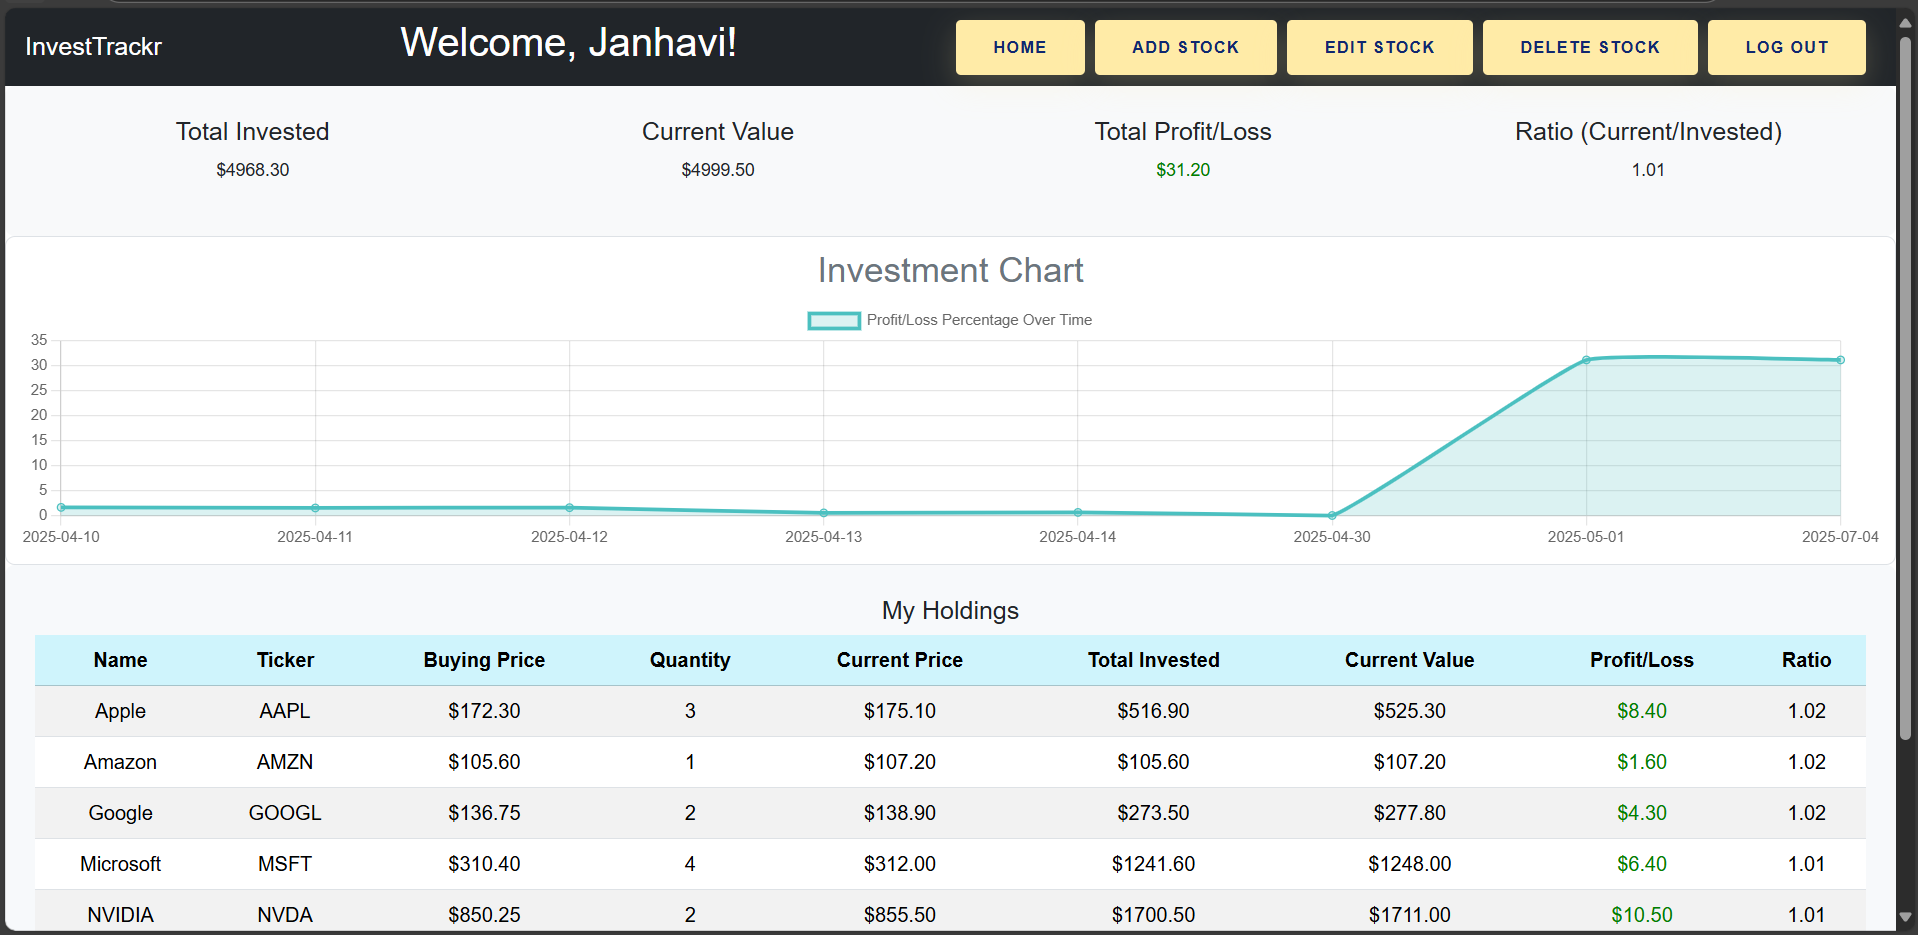 InvestTrackr Welcome, Janhavi! HOME ADD STOCK EDIT STOCK DELETE STOCK LOG OUT
Total Invested Current Value Total Profit/Loss Ratio (Current/Invested)
$4968.30 $4999.50 $31.20 1.01
Investment Chart
Profit/Loss Percentage Over Time
35
30
25
20
15
10
5
0
2025-04-10 2025-04-11 2025-04-12 2025-04-13 2025-04-14 2025-04-30 2025-05-01 2025-07-04
My Holdings
Name Ticker Buying Price Quantity Current Price Total Invested Current Value Profit/Loss Ratio
Apple AAPL $172.30 3 $175.10 $516.90 $525.30 $8.40 1.02
Amazon AMZN $105.60 1 $107.20 $105.60 $107.20 $1.60 1.02
Google GOOGL $136.75 2 $138.90 $273.50 $277.80 $4.30 1.02
Microsoft MSFT $310.40 4 $312.00 $1241.60 $1248.00 $6.40 1.01
NVIDIA NVDA $850.25 2 $855.50 $1700.50 $1711.00 $10.50 1.01